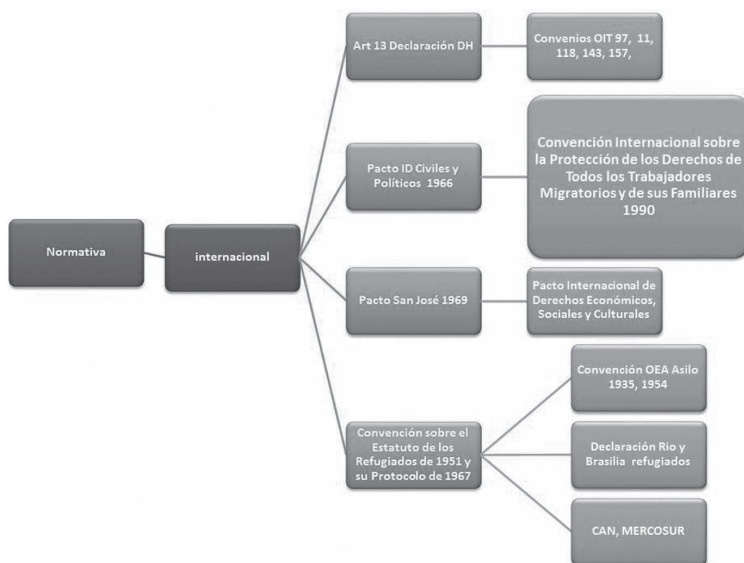 Normativa
internacional
Art 13 Declaración DH
Convenios OIT 97, 11,
118, 143, 157,
Pacto ID Civiles y
Políticos 1966
Convención Internacional sobre
la Protección de los Derechos de
Todos los Trabajadores
Migratorios y de sus Familiares
1990
Pacto San José 1969
Pacto Internacional de
Derechos Económicos,
Sociales y Culturales
Convención sobre el
Estatuto de los
Refugiados de 1951 y
su Protocolo de 1967
Convención OEA Asilo
1935, 1954
Declaración Rio y
Brasilia refugiados
CAN, MERCOSUR